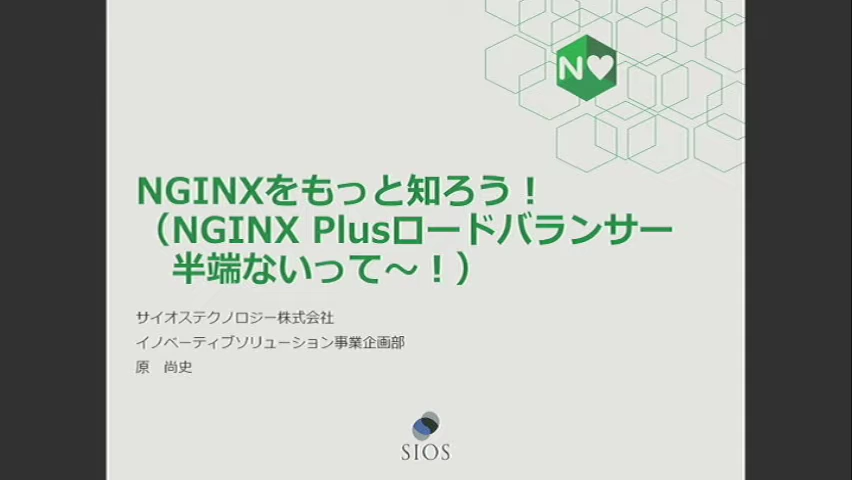 N♥
NGINXをもっと知ろう！
（NGINX Plusロードバランサー
半端ないって～！）
サイオステクノロジー株式会社
イノベーティブソリューション事業企画部
原　尚史
SIOS